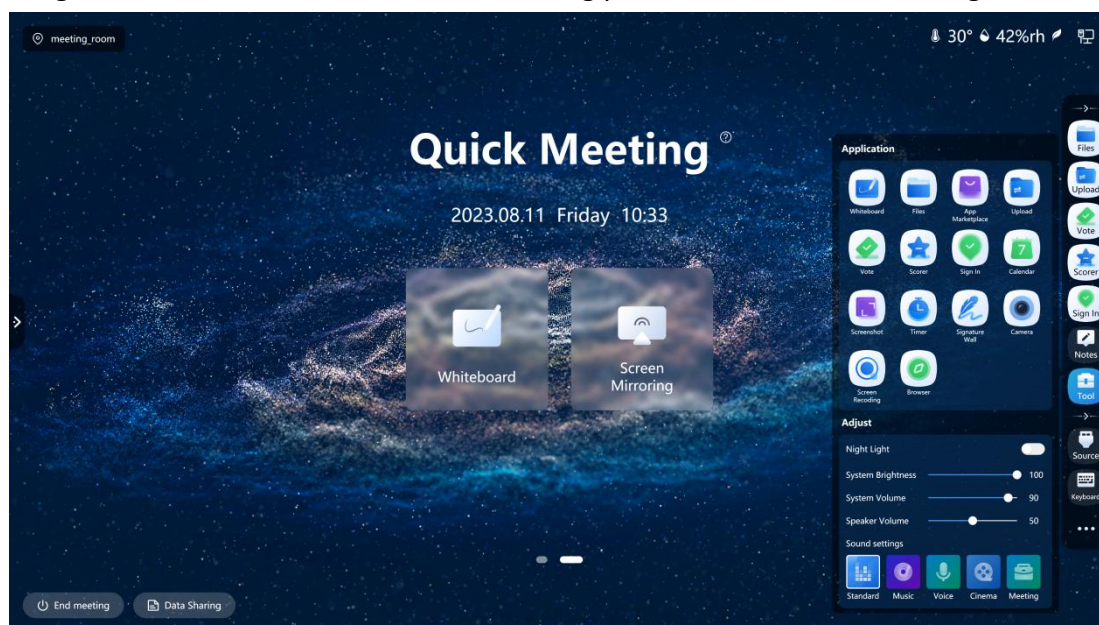 meeting_room
30° 42%rh
Quick Meeting
2023.08.11 Friday 10:33
Whiteboard
Screen
Mirroring
End meeting
Data Sharing
Application
Whiteboard Files App Marketplace Upload
Vote Scorer Sign In Calendar
7
Screenshot Timer Signature Wall Camera
Screen Recoding Browser
Adjust
Night Light
System Brightness 100
System Volume 90
Speaker Volume 50
Sound settings
Standard Music Voice Cinema Meeting
Files
Upload
Vote
Scorer
Sign In
Notes
Tool
Source
Keyboard